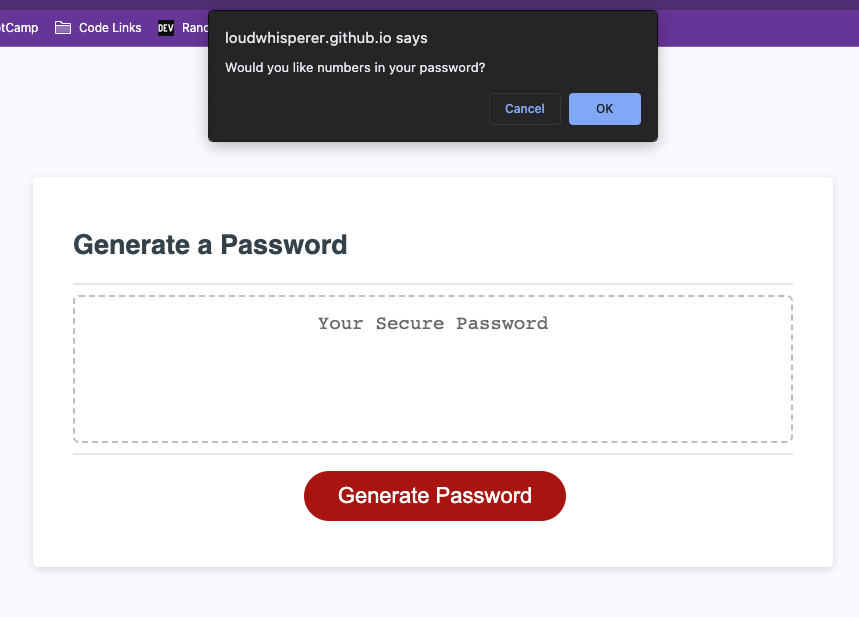 tCamp Code Links DEV Rand
loudwhisperer.github.io says
Would you like numbers in your password?
Cancel OK
Generate a Password
Your Secure Password
Generate Password